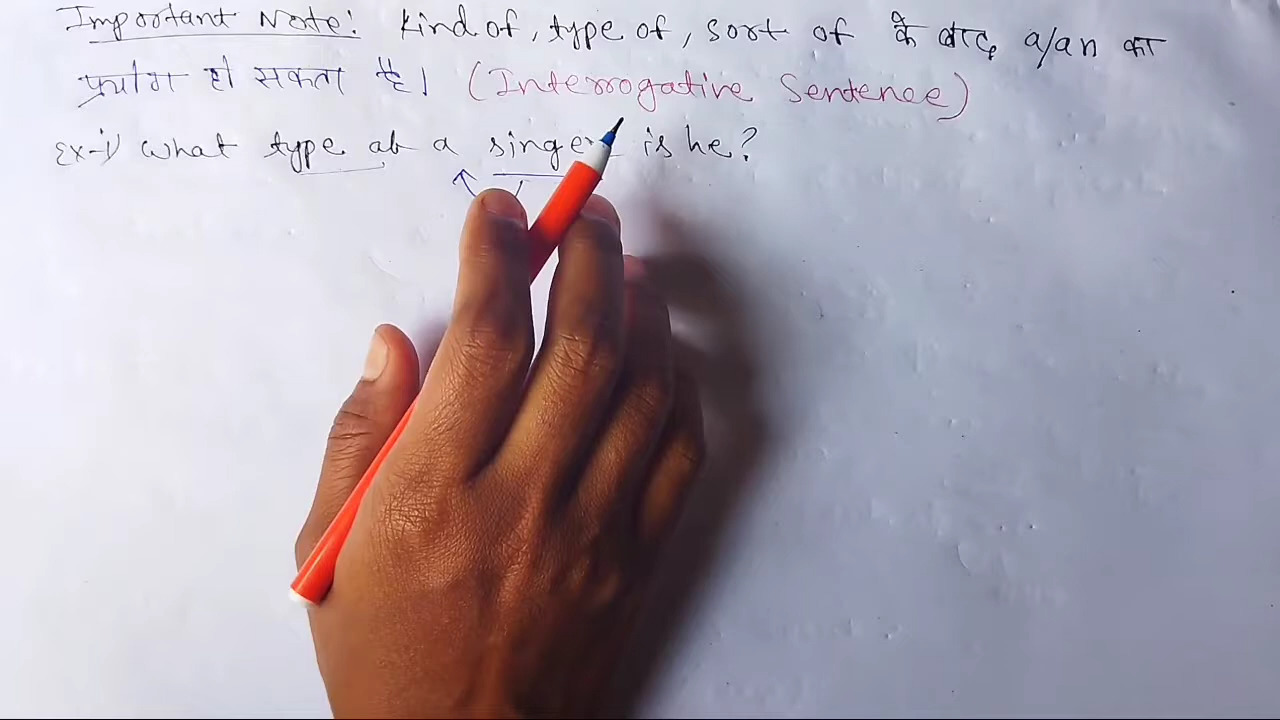 Important Note: Kind of, type of, sort of के बाद a/an का
प्रयोग हो सकता है। (Interrogative Sentence)
Ex-i) What type of a singer is he?